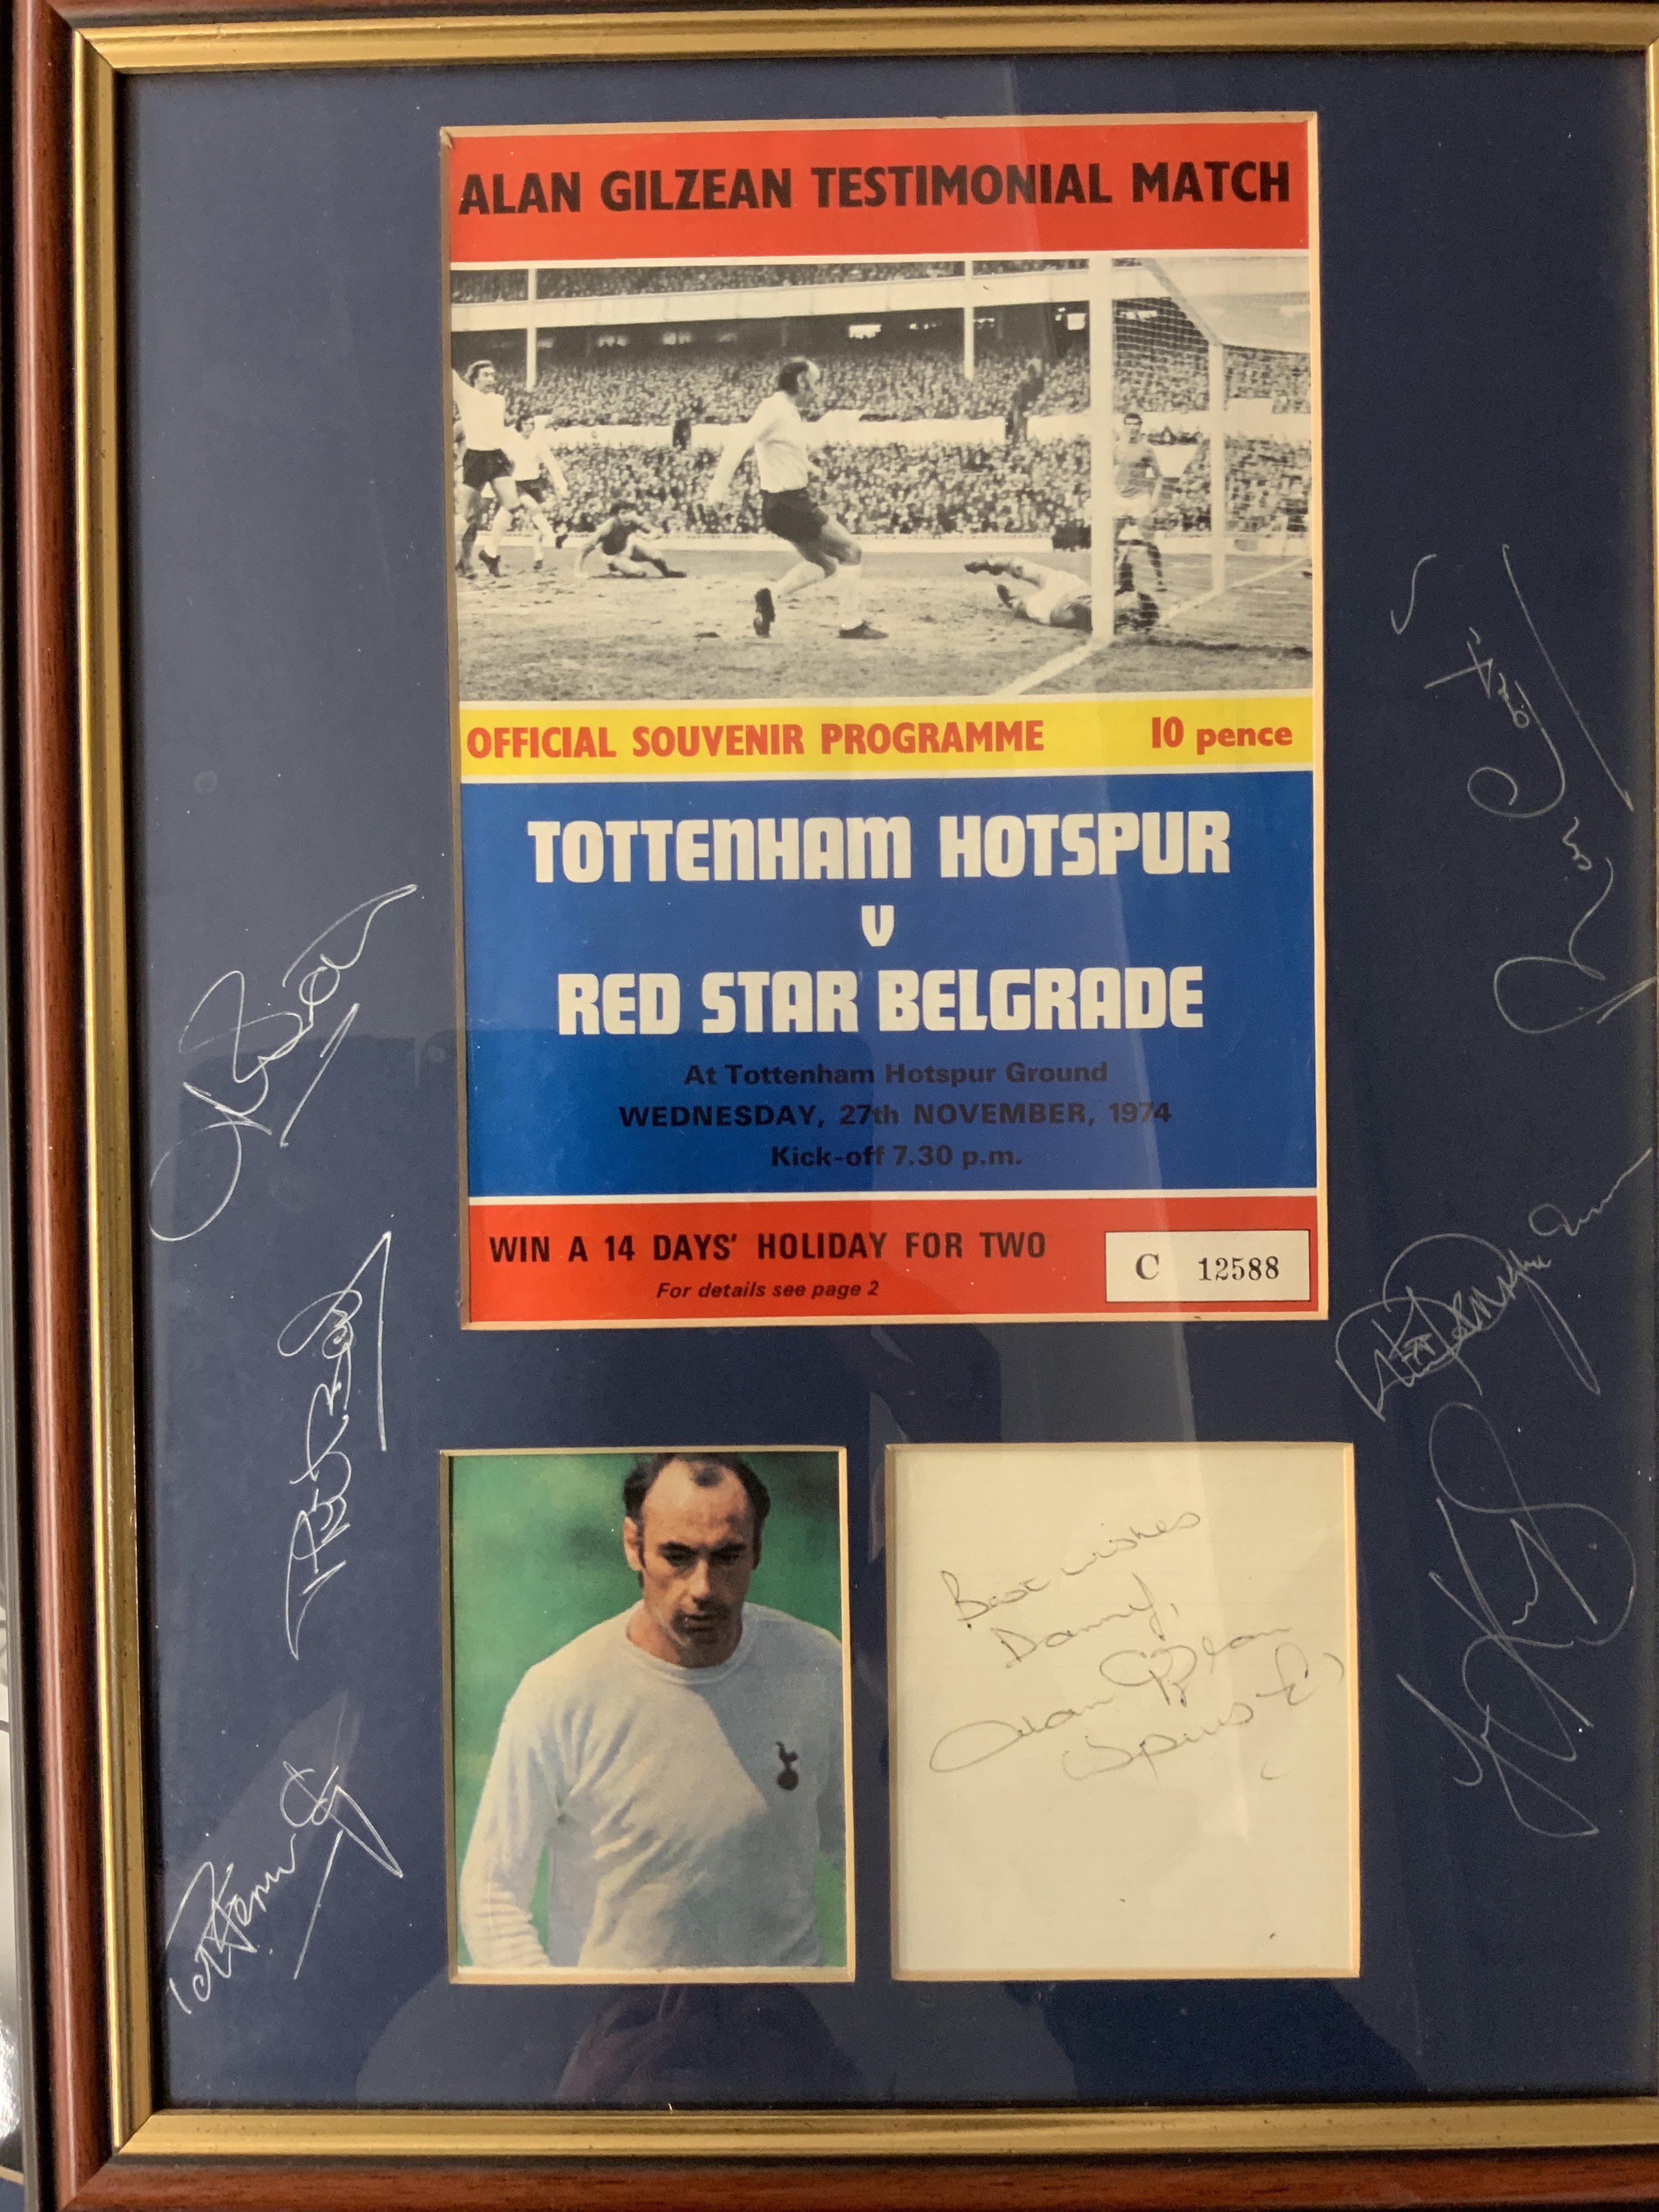 ALAN GILZEAN TESTIMONIAL MATCH
OFFICIAL SOUVENIR PROGRAMME 10 pence
TOTTENHAM HOTSPUR
V
RED STAR BELGRADE
At Tottenham Hotspur Ground
WEDNESDAY, 27th NOVEMBER, 1974
Kick-off 7.30 p.m.
WIN A 14 DAYS' HOLIDAY FOR TWO
For details see page 2
C 12588
Best wishes
Danny,
Alan Gilzean
Spurs F.C.
Pat Jennings